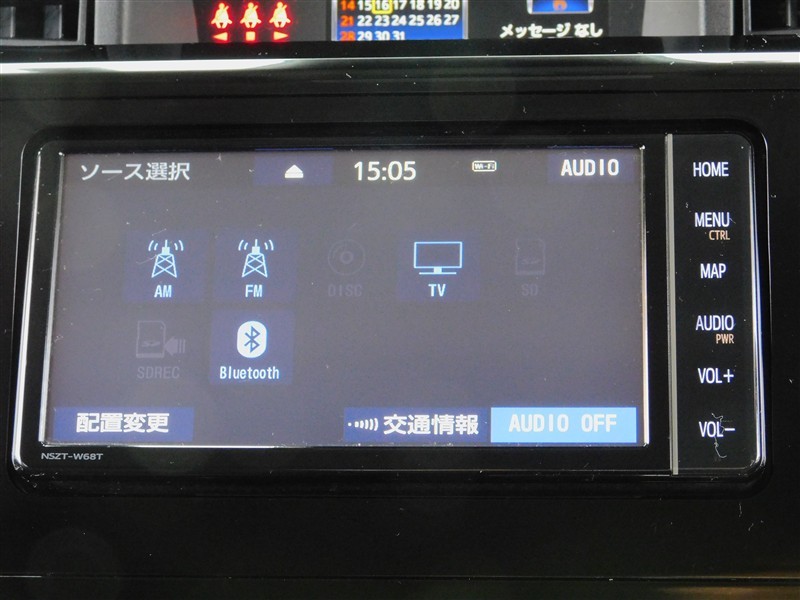 14 15 16 17 18 19 20
21 22 23 24 25 26 27
28 29 30 31
メッセージ なし
ソース選択
15:05
Wi-Fi
AUDIO
AM
FM
DISC
TV
SD
SDREC
Bluetooth
配置変更
交通情報
AUDIO OFF
NSZT-W68T
HOME
MENU
CTRL
MAP
AUDIO
PWR
VOL+
VOL-